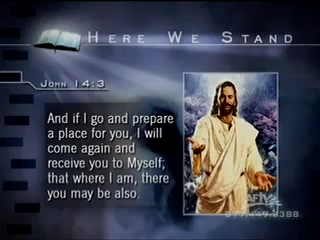 Here We Stand
John 14:3
And if I go and prepare
a place for you, I will
come again and
receive you to Myself;
that where I am, there
you may be also.